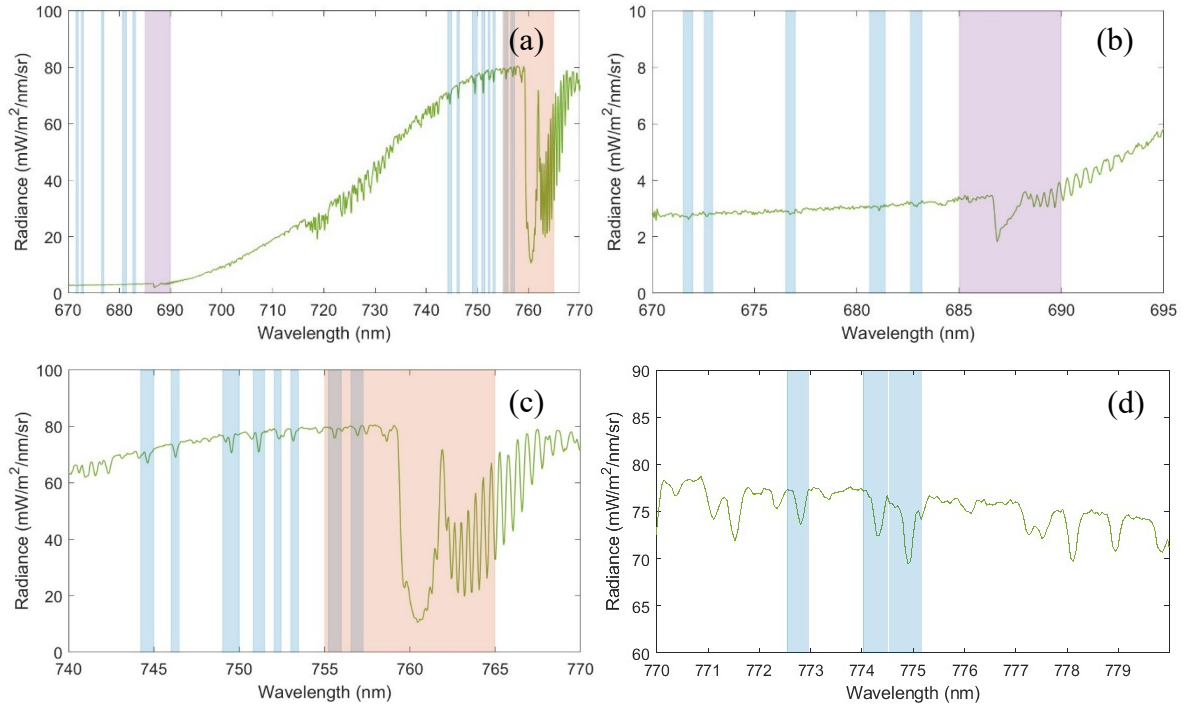 (a)
100
80
60
40
20
0
Radiance (mW/m²/nm/sr)
670 680 690 700 710 720 730 740 750 760 770
Wavelength (nm)
(b)
10
8
6
4
2
0
Radiance (mW/m²/nm/sr)
670 675 680 685 690 695
Wavelength (nm)
(c)
100
80
60
40
20
0
Radiance (mW/m²/nm/sr)
740 745 750 755 760 765 770
Wavelength (nm)
(d)
90
85
80
75
70
65
60
Radiance (mW/m²/nm/sr)
770 771 772 773 774 775 776 777 778 779
Wavelength (nm)